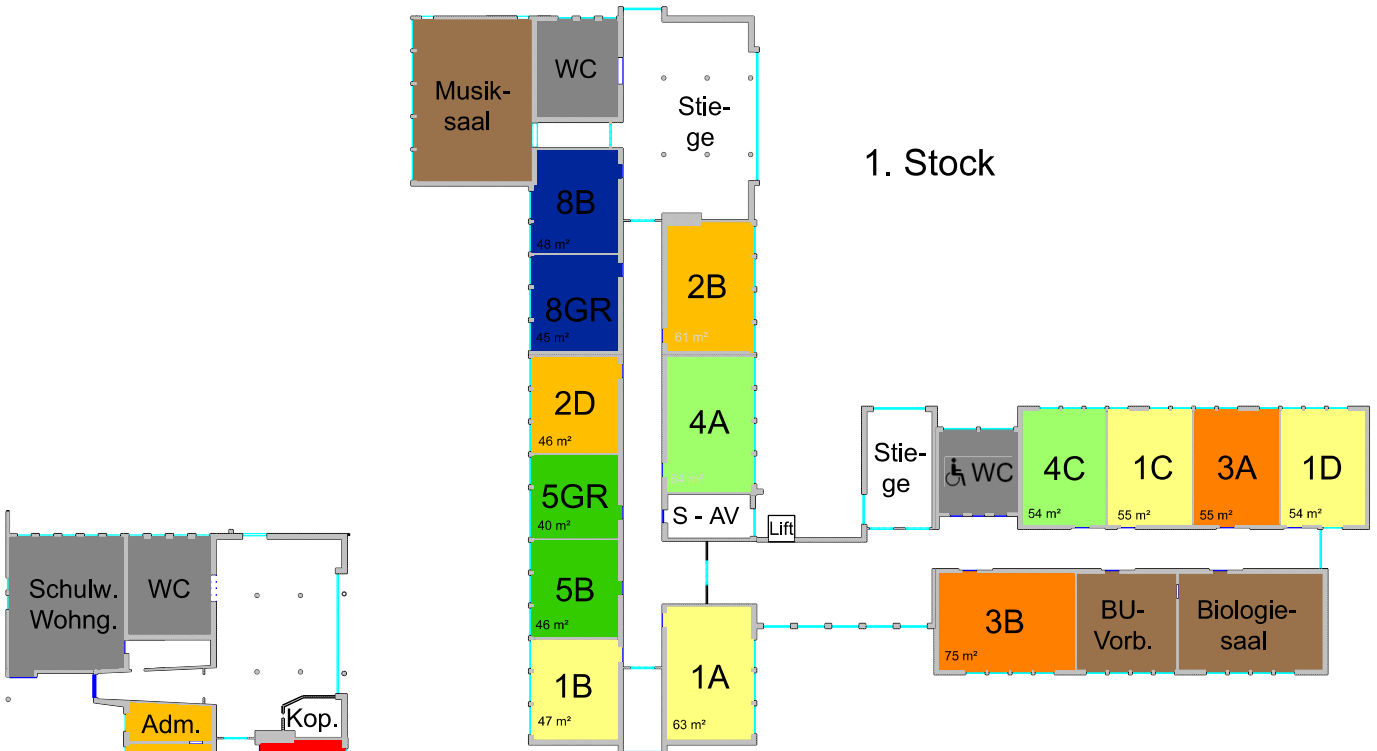 1. Stock
Musik-
saal
WC
Stie-
ge
8B
48 m²
8GR
45 m²
2B
61 m²
2D
46 m²
4A
54 m²
5GR
40 m²
S - AV
Lift
5B
46 m²
1B
47 m²
1A
63 m²
Stie-
ge
WC
4C
54 m²
1C
55 m²
3A
55 m²
1D
54 m²
3B
75 m²
BU-
Vorb.
Biologie-
saal
Schulw.
Wohng.
WC
Adm.
Kop.